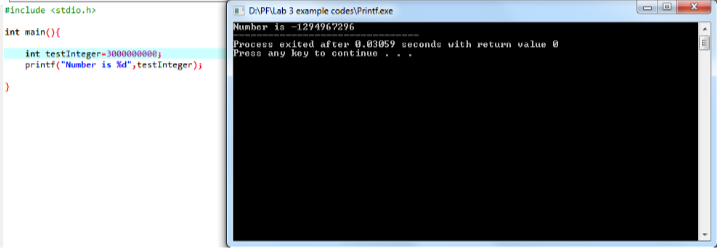 #include <stdio.h>
int main(){
int testInteger=3000000000;
printf("Number is %d",testInteger);
}
D:\PF\Lab 3 example codes\Printf.exe
Number is -1294967296
--------------------------------
Process exited after 0.03059 seconds with return value 0
Press any key to continue . . .